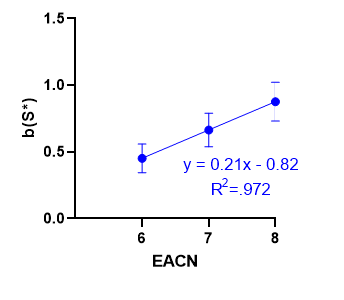 1.5
1.0
b(S*)
0.5
y = 0.21x - 0.82
R²=.972
0.0
6 7 8
EACN